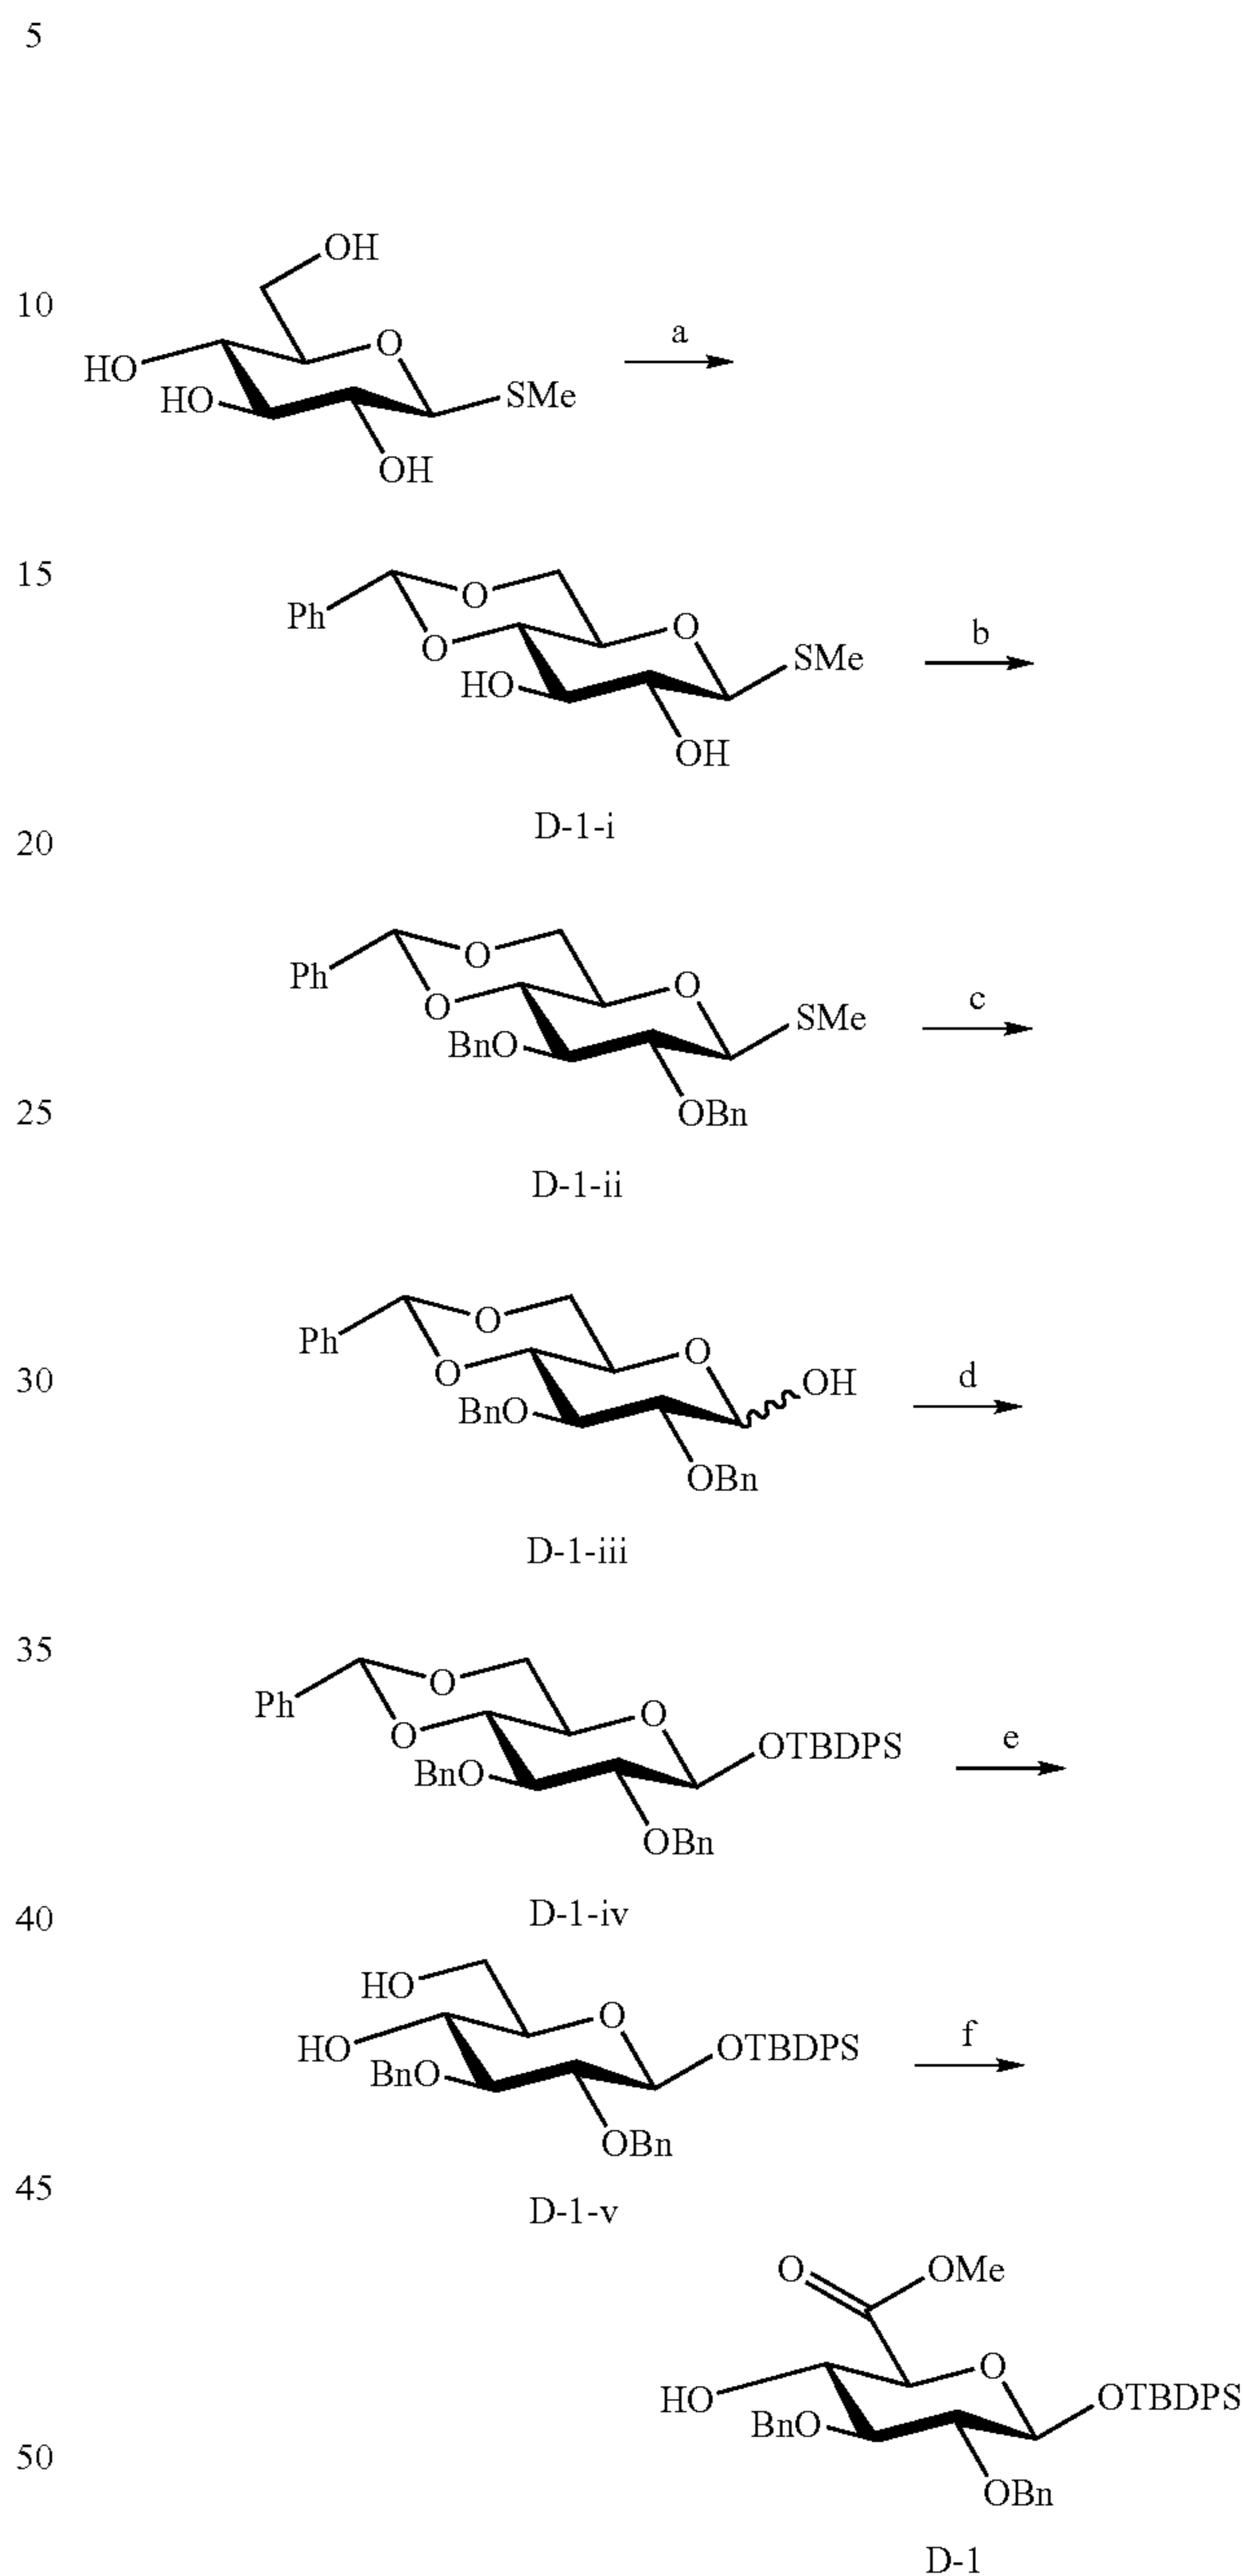 5
OH
10
O
a
HO
SMe
HO
OH
15
O
Ph
O
b
O
SMe
HO
OH
D-1-i
20
O
Ph
O
c
O
SMe
BnO
25
OBn
D-1-ii
O
Ph
O
30
O
OH
d
BnO
OBn
D-1-iii
35
O
Ph
O
O
OTBDPS
e
BnO
OBn
40
D-1-iv
HO
O
HO
OTBDPS
f
BnO
OBn
45
D-1-v
O
OMe
O
HO
OTBDPS
BnO
50
OBn
D-1